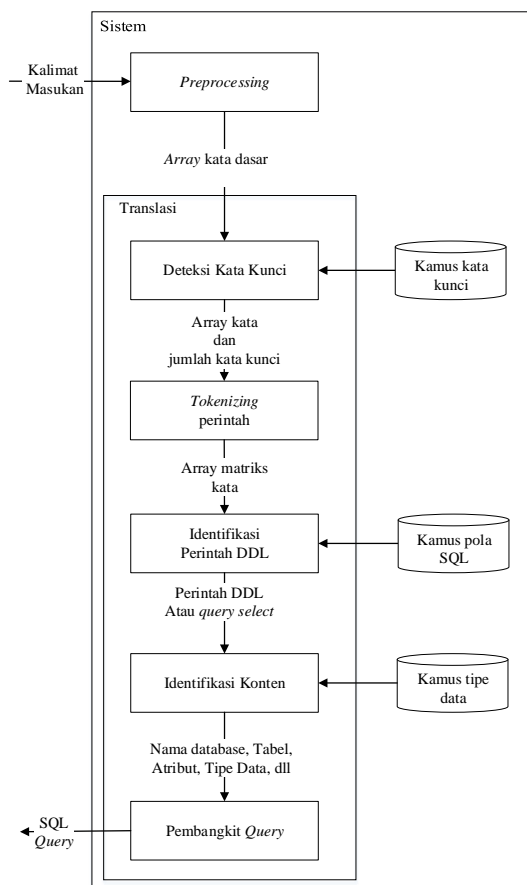 Sistem
Kalimat
Masukan
Preprocessing
Array kata dasar
Translasi
Deteksi Kata Kunci
Kamus kata
kunci
Array kata
dan
jumlah kata kunci
Tokenizing
perintah
Array matriks
kata
Identifikasi
Perintah DDL
Kamus pola
SQL
Perintah DDL
Atau query select
Identifikasi Konten
Kamus tipe
data
Nama database, Tabel,
Atribut, Tipe Data, dll
SQL
Query
Pembangkit Query